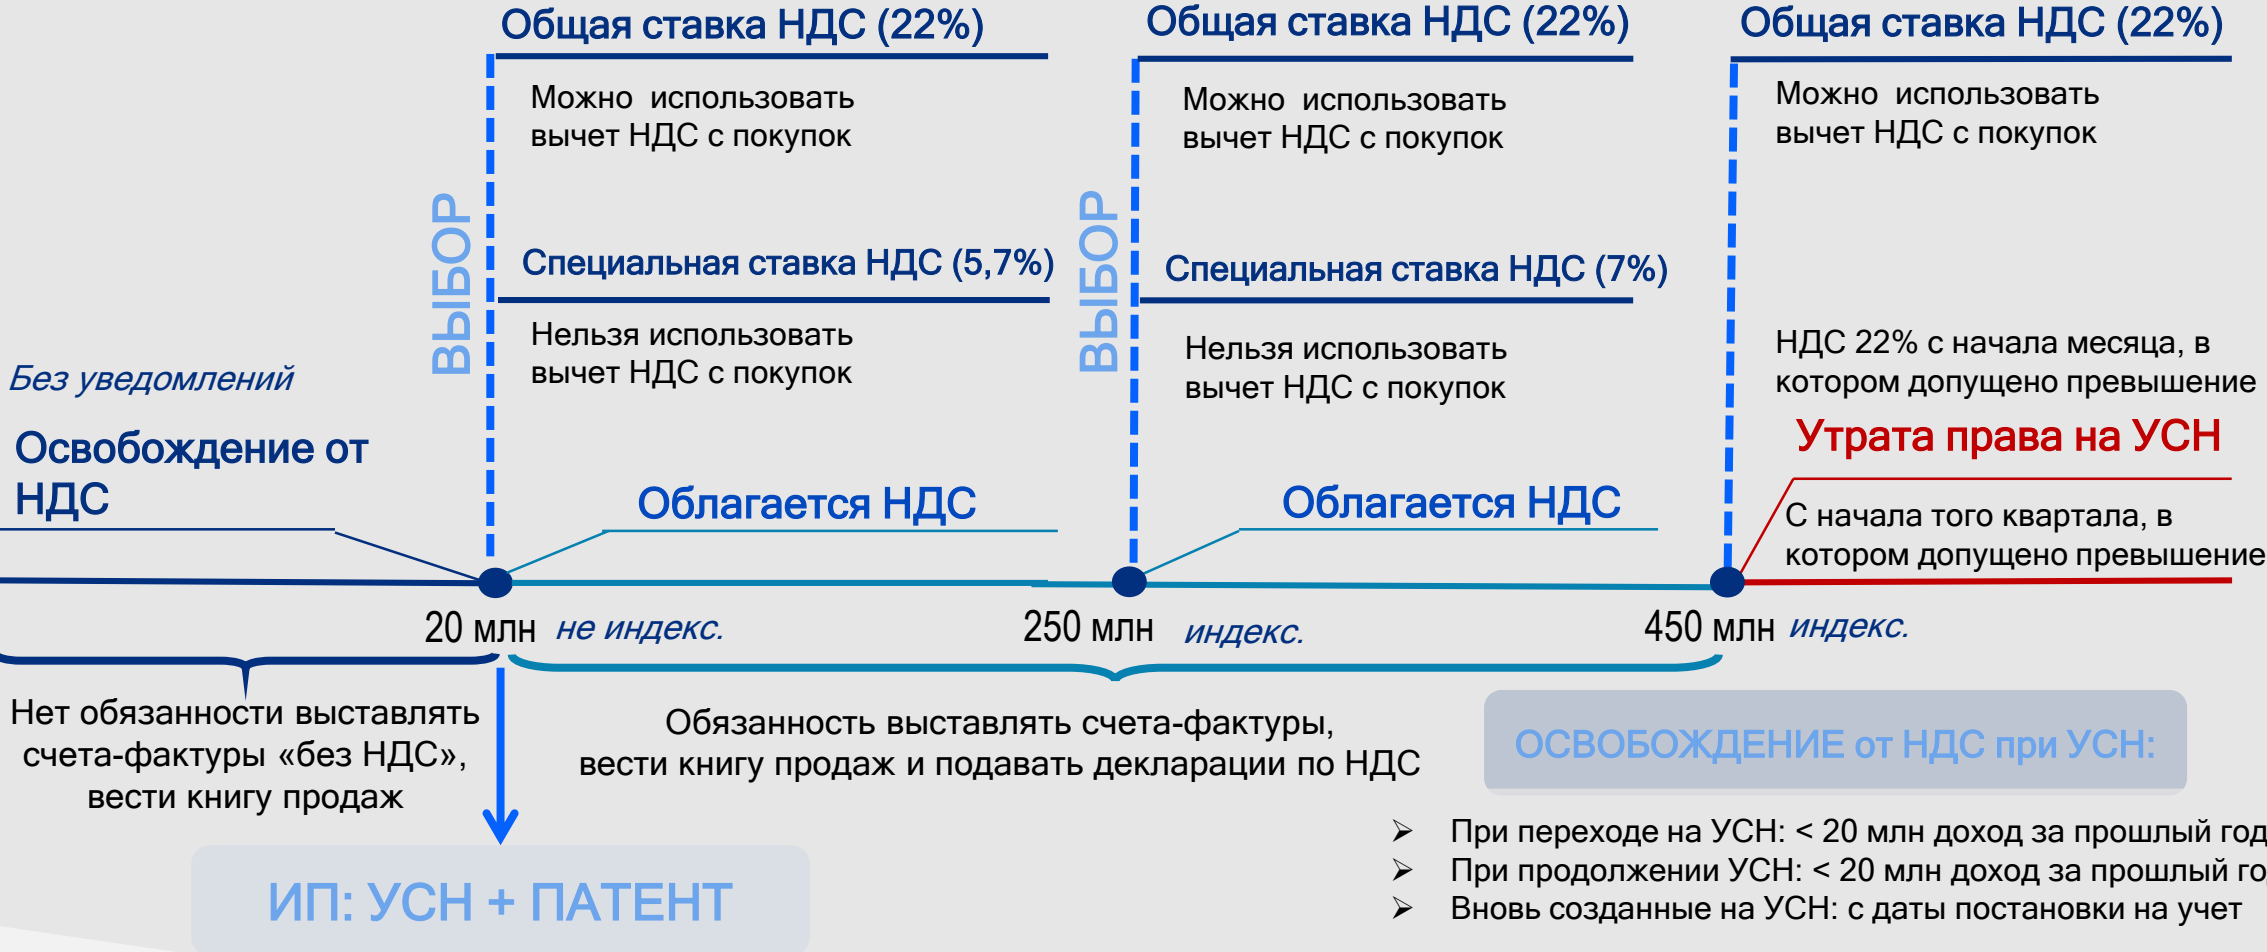 Общая ставка НДС (22%)
Можно использовать
вычет НДС с покупок
ВЫБОР
Специальная ставка НДС (5,7%)
Нельзя использовать
вычет НДС с покупок
Общая ставка НДС (22%)
Можно использовать
вычет НДС с покупок
ВЫБОР
Специальная ставка НДС (7%)
Нельзя использовать
вычет НДС с покупок
Общая ставка НДС (22%)
Можно использовать
вычет НДС с покупок
НДС 22% с начала месяца, в
котором допущено превышение
Утрата права на УСН
С начала того квартала, в
котором допущено превышение
Без уведомлений
Освобождение от
НДС
Облагается НДС
Облагается НДС
20 млн не индекс.
250 млн индекс.
450 млн индекс.
Нет обязанности выставлять
счета-фактуры «без НДС»,
вести книгу продаж
Обязанность выставлять счета-фактуры,
вести книгу продаж и подавать декларации по НДС
ИП: УСН + ПАТЕНТ
ОСВОБОЖДЕНИЕ от НДС при УСН:
➢ При переходе на УСН: < 20 млн доход за прошлый год
➢ При продолжении УСН: < 20 млн доход за прошлый го
➢ Вновь созданные на УСН: с даты постановки на учет